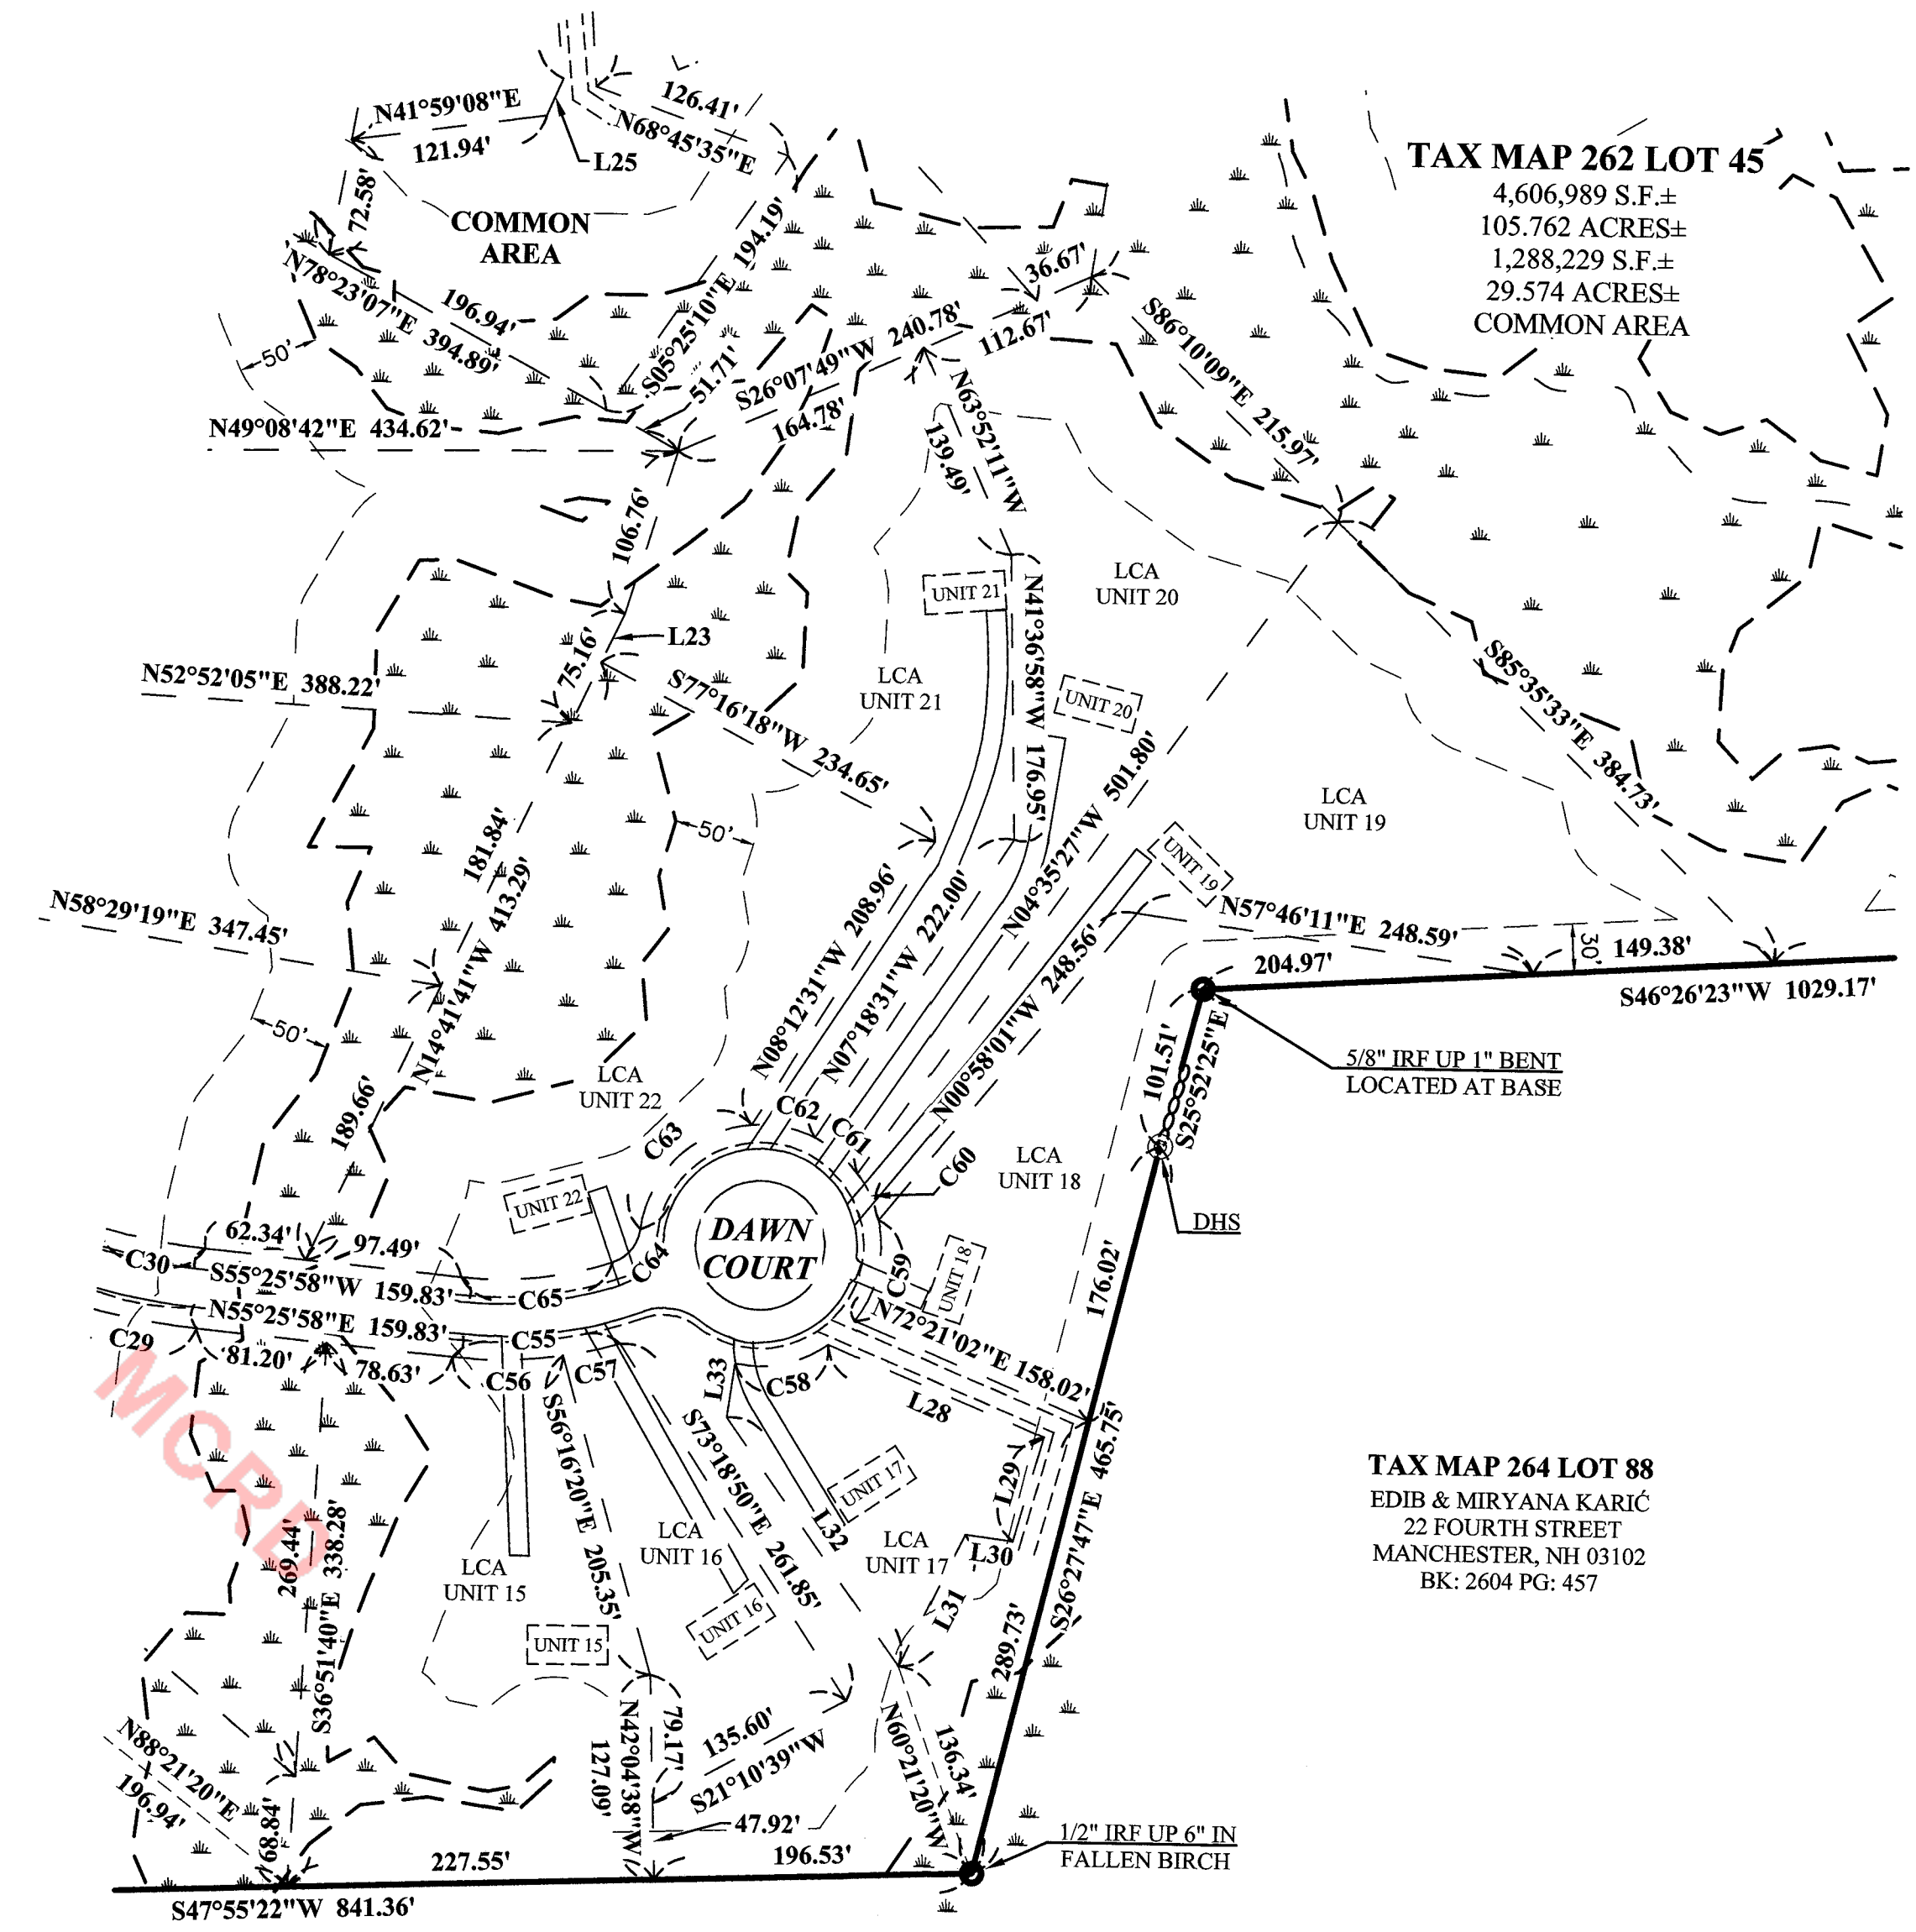 N41°59'08"E
121.94'
126.41'
N68°45'35"E
L25
72.58'
COMMON
AREA
TAX MAP 262 LOT 45
4,606,989 S.F.±
105.762 ACRES±
1,288,229 S.F.±
29.574 ACRES±
COMMON AREA
N78°23'07"E 394.89'
196.94'
S05°25'10"E 194.19'
51.71'
S26°07'49"W 240.78'
164.78'
36.67'
112.67'
S86°10'09"E 215.97'
50'
N49°08'42"E 434.62'
N63°52'11"W
139.49'
106.76'
L23
75.16'
N52°52'05"E 388.22'
S77°16'18"W 234.65'
UNIT 21
LCA
UNIT 21
N41°36'58"W 176.95'
LCA
UNIT 20
UNIT 20
S85°35'33"E 384.73'
LCA
UNIT 19
UNIT 19
N04°35'27"W 501.80'
50'
181.84'
N14°41'41"W 413.29'
N58°29'19"E 347.45'
50'
189.66'
N08°12'31"W 208.96'
N07°18'31"W 222.00'
N00°58'01"W 248.56'
N57°46'11"E 248.59'
204.97'
30'
149.38'
S46°26'23"W 1029.17'
101.51'
S25°52'25"E
5/8" IRF UP 1" BENT
LOCATED AT BASE
DHS
LCA
UNIT 22
UNIT 22
C63
C62
C61
C60
LCA
UNIT 18
UNIT 18
C59
DAWN
COURT
C64
62.34'
97.49'
C30
S55°25'58"W 159.83'
C65
N55°25'58"E 159.83'
C55
C29
81.20'
78.63'
C56
C57
L33
C58
N72°21'02"E 158.02'
L28
176.02'
S26°27'47"E 465.75'
L29
L30
L31
289.73'
MCRD
269.44'
S36°51'40"E 338.28'
S56°16'20"E 205.35'
S73°18'50"E 261.85'
UNIT 17
L32
LCA
UNIT 17
LCA
UNIT 16
UNIT 16
LCA
UNIT 15
UNIT 15
TAX MAP 264 LOT 88
EDIB & MIRYANA KARIĆ
22 FOURTH STREET
MANCHESTER, NH 03102
BK: 2604 PG: 457
N88°21'20"E
196.94'
68.84'
N42°04'38"W
127.09'
79.17'
135.60'
S21°10'39"W
47.92'
N60°21'20"W
136.34'
227.55'
196.53'
1/2" IRF UP 6" IN
FALLEN BIRCH
S47°55'22"W 841.36'